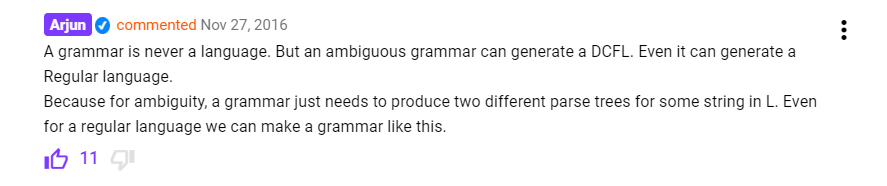 Arjun commented Nov 27, 2016
A grammar is never a language. But an ambiguous grammar can generate a DCFL. Even it can generate a
Regular language.
Because for ambiguity, a grammar just needs to produce two different parse trees for some string in L. Even
for a regular language we can make a grammar like this.
11